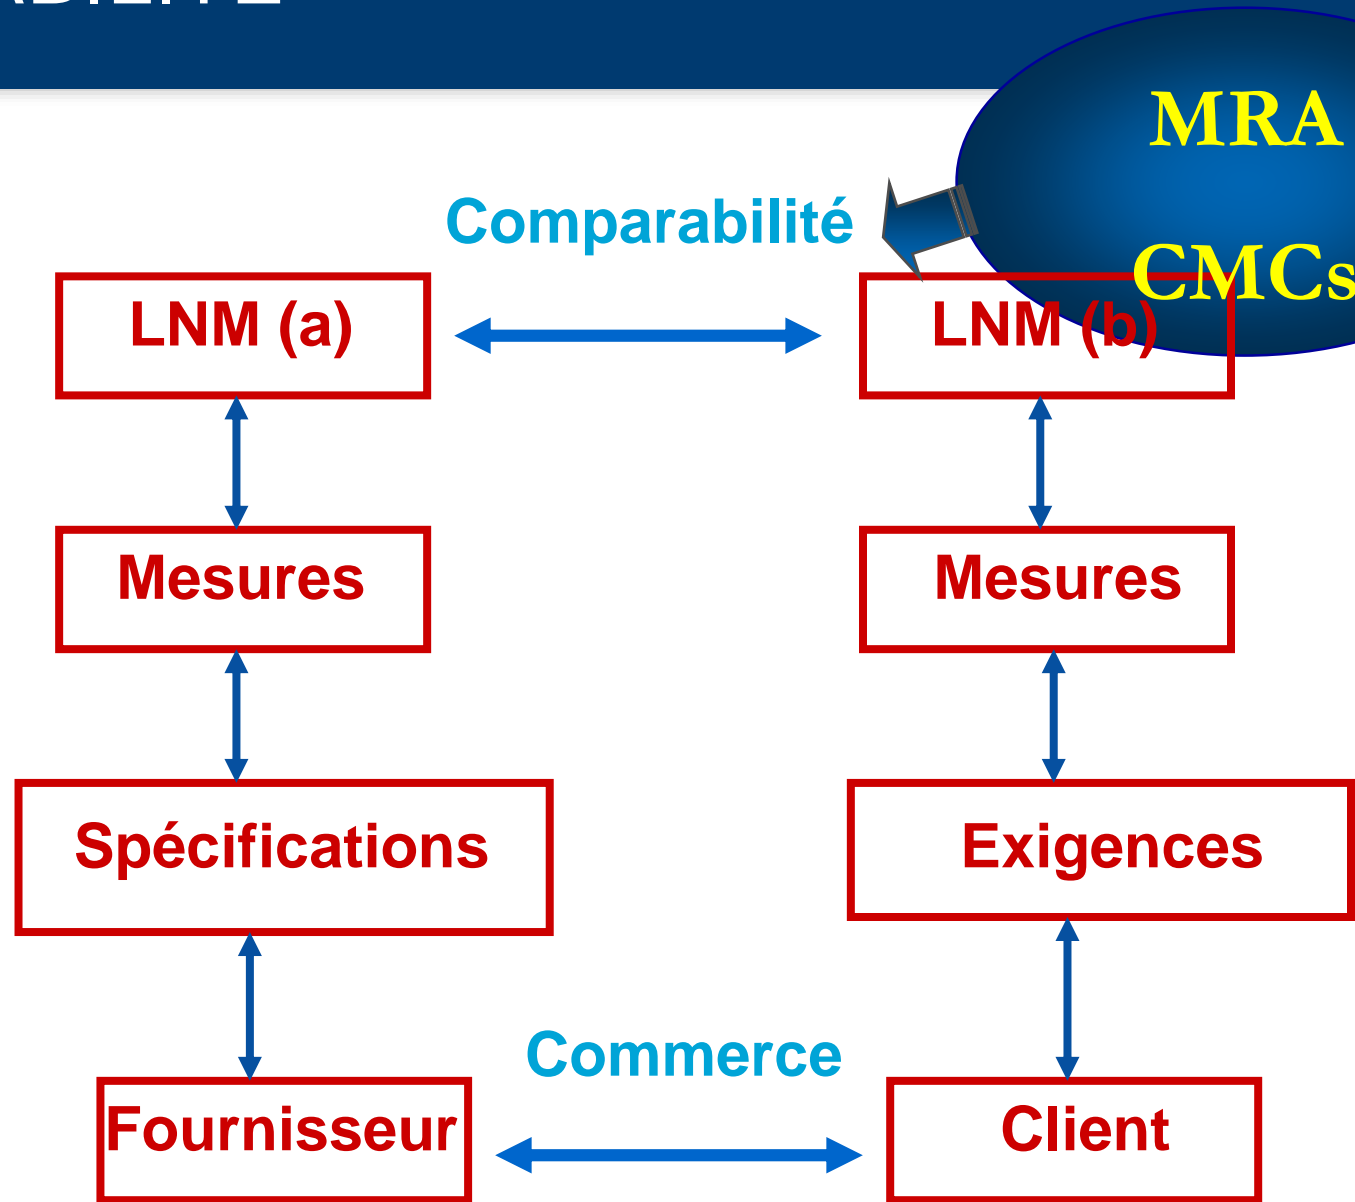 MRA
Comparabilité
CMCs
LNM (a)
LNM (b)
Mesures
Mesures
Spécifications
Exigences
Commerce
Fournisseur
Client